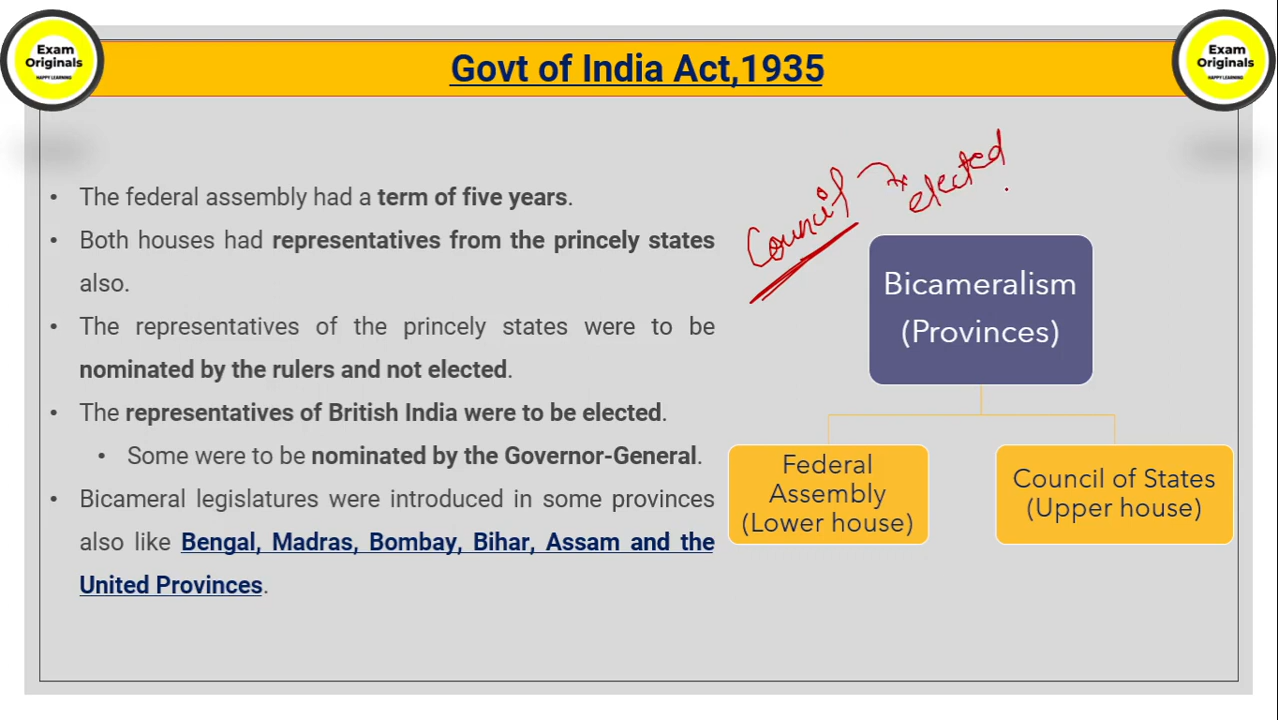 Exam
Originals
HAPPY LEARNING
Govt of India Act,1935
Exam
Originals
HAPPY LEARNING
• The federal assembly had a term of five years.
• Both houses had representatives from the princely states
also.
• The representatives of the princely states were to be
nominated by the rulers and not elected.
• The representatives of British India were to be elected.
• Some were to be nominated by the Governor-General.
• Bicameral legislatures were introduced in some provinces
also like Bengal, Madras, Bombay, Bihar, Assam and the
United Provinces.
Council elected
Bicameralism
(Provinces)
Federal
Assembly
(Lower house)
Council of States
(Upper house)